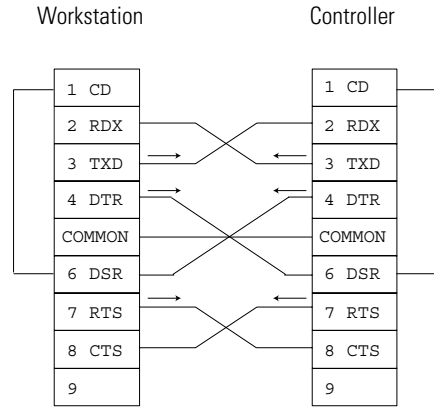 Workstation
Controller
1 CD
2 RDX
3 TXD
4 DTR
COMMON
6 DSR
7 RTS
8 CTS
9
1 CD
2 RDX
3 TXD
4 DTR
COMMON
6 DSR
7 RTS
8 CTS
9